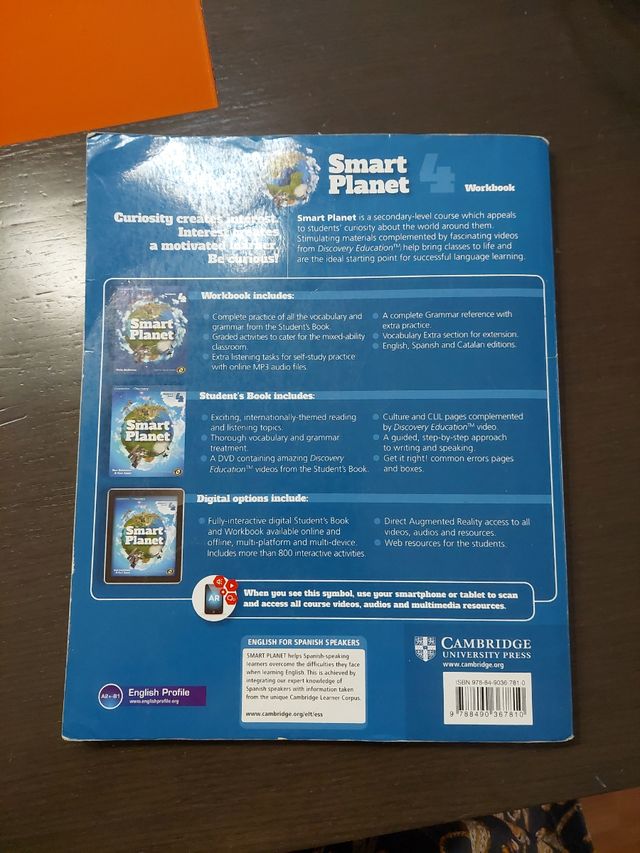 Smart
Planet 4 Workbook
Curiosity creates interest.
Interest creates
a motivated learner.
Be curious!
Smart Planet is a secondary-level course which appeals
to students' curiosity about the world around them.
Stimulating materials complemented by fascinating videos
from Discovery Education™ help bring classes to life and
are the ideal starting point for successful language learning.
Smart
Planet
Workbook includes:
Complete practice of all the vocabulary and
grammar from the Student's Book.
Graded activities to cater for the mixed-ability
classroom.
Extra listening tasks for self-study practice
with online MP3 audio files.
A complete Grammar reference with
extra practice.
Vocabulary Extra section for extension.
English, Spanish and Catalan editions.
Smart
Planet
Student's Book includes:
Exciting, internationally-themed reading
and listening topics.
Thorough vocabulary and grammar
treatment.
A DVD containing amazing Discovery
Education™ videos from the Student's Book.
Culture and CLIL pages complemented
by Discovery Education™ video.
A guided, step-by-step approach
to writing and speaking.
Get it right! common errors pages
and boxes.
Smart
Planet
Digital options include:
Fully-interactive digital Student's Book
and Workbook available online and
offline, multi-platform and multi-device.
Includes more than 800 interactive activities.
Direct Augmented Reality access to all
videos, audios and resources.
Web resources for the students.
AR
When you see this symbol, use your smartphone or tablet to scan
and access all course videos, audios and multimedia resources.
A2+-B1
English Profile
www.englishprofile.org
ENGLISH FOR SPANISH SPEAKERS
SMART PLANET helps Spanish-speaking
learners overcome the difficulties they face
when learning English. This is achieved by
integrating our expert knowledge of
Spanish speakers with information taken
from the unique Cambridge Learner Corpus.
www.cambridge.org/elt/ess
CAMBRIDGE
UNIVERSITY PRESS
www.cambridge.org
ISBN 978-84-9036-781-0
9 788490 367810